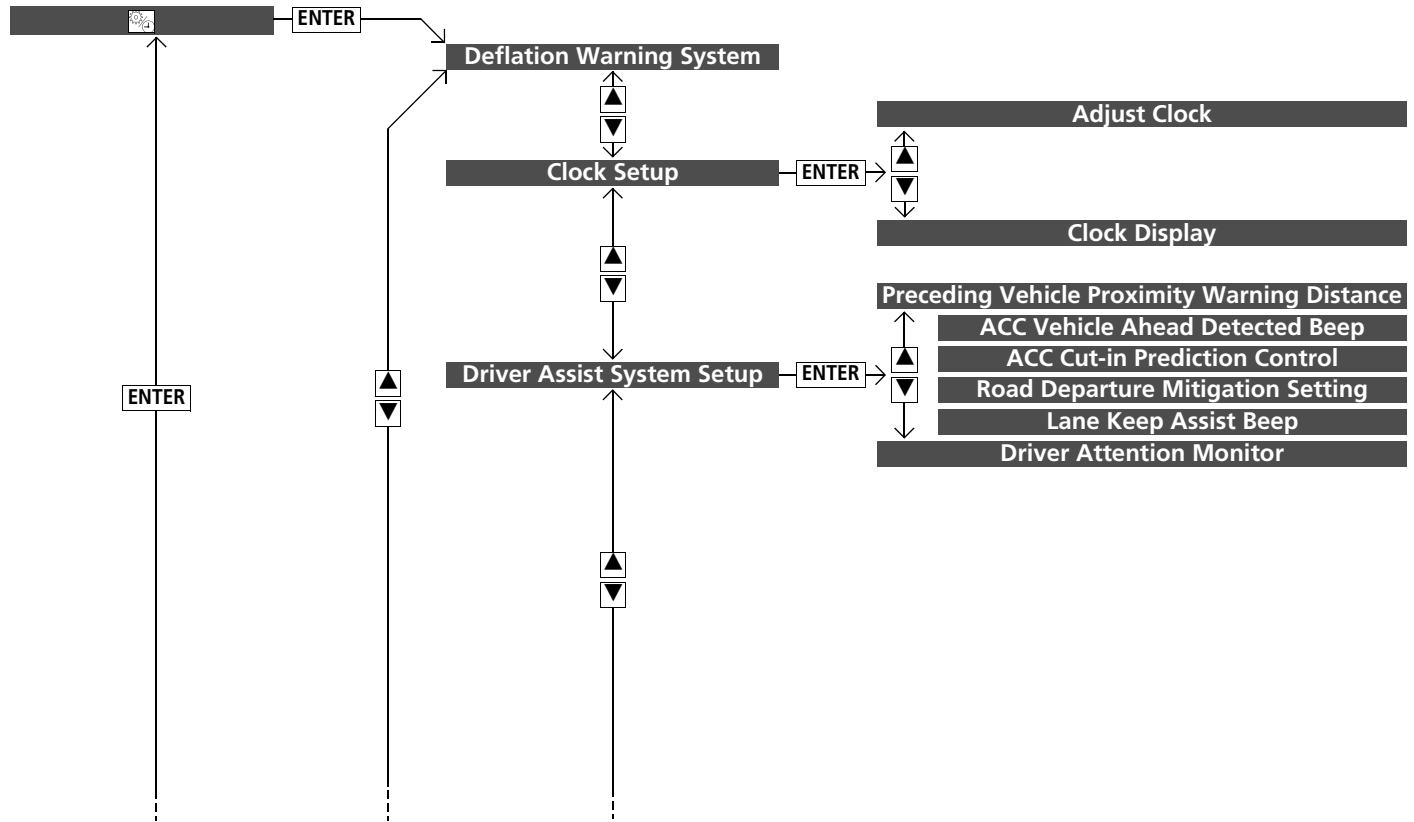 ENTER
Deflation Warning System
Adjust Clock
Clock Setup
ENTER
Clock Display
Preceding Vehicle Proximity Warning Distance
ACC Vehicle Ahead Detected Beep
ACC Cut-in Prediction Control
Driver Assist System Setup
ENTER
Road Departure Mitigation Setting
ENTER
Lane Keep Assist Beep
Driver Attention Monitor